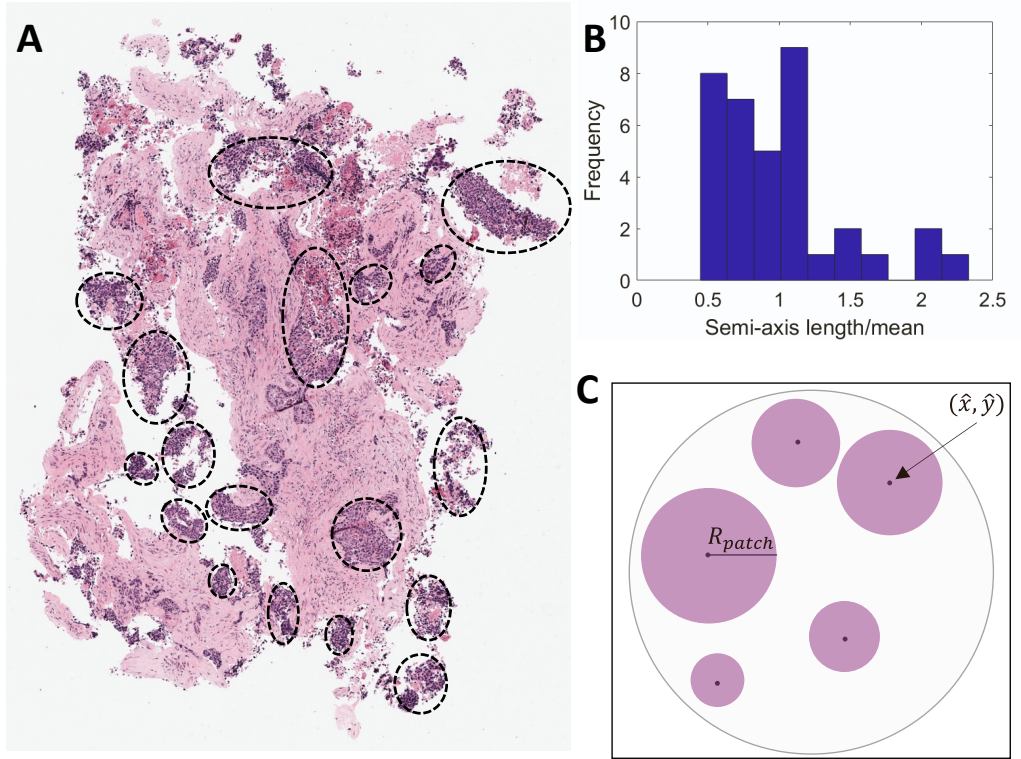 A
B
10
8
6
4
2
0
Frequency
0
0.5
1
1.5
2
2.5
Semi-axis length/mean
C
(x̂, ŷ)
R_patch